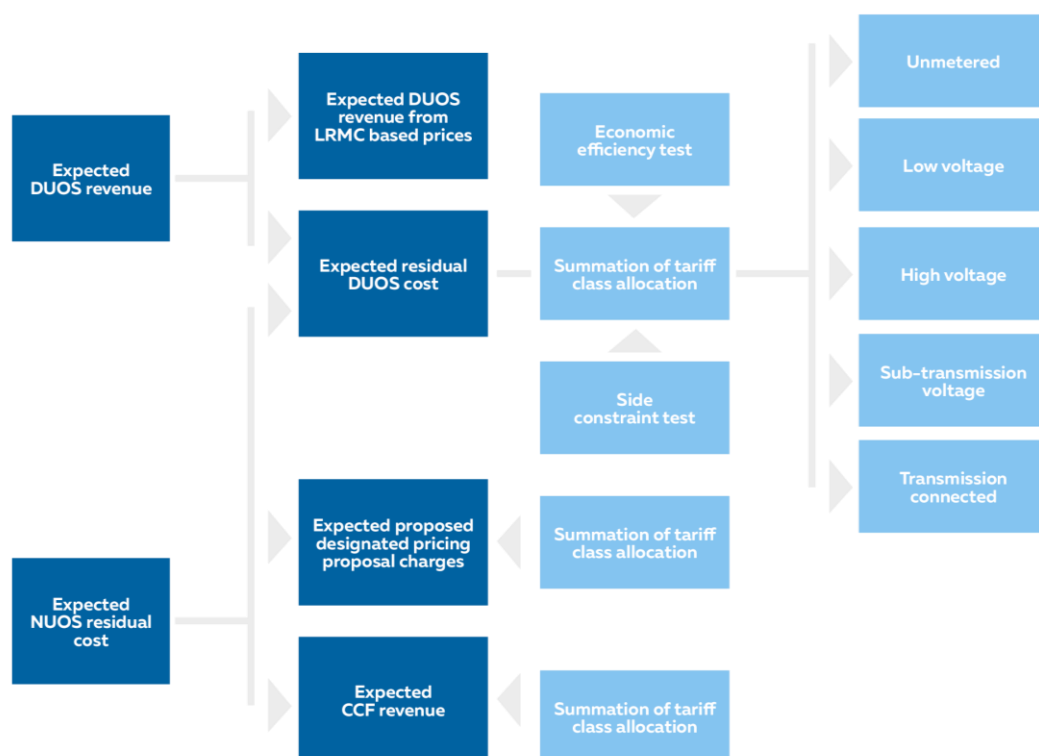 Expected
DUOS revenue
Expected
NUOS residual
cost
Expected DUOS
revenue from
LRMC based prices
Expected residual
DUOS cost
Expected proposed
designated pricing
proposal charges
Expected
CCF revenue
Economic
efficiency test
Summation of tariff
class allocation
Side
constraint test
Summation of tariff
class allocation
Summation of tariff
class allocation
Unmetered
Low voltage
High voltage
Sub-transmission
voltage
Transmission
connected